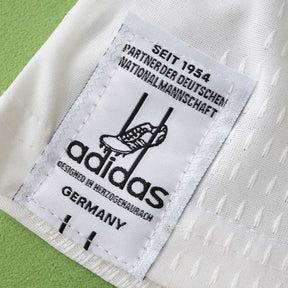 SEIT 1954
PARTNER DER DEUTSCHEN
NATIONALMANNSCHAFT
adidas
DESIGNED IN HERZOGENAURACH
GERMANY